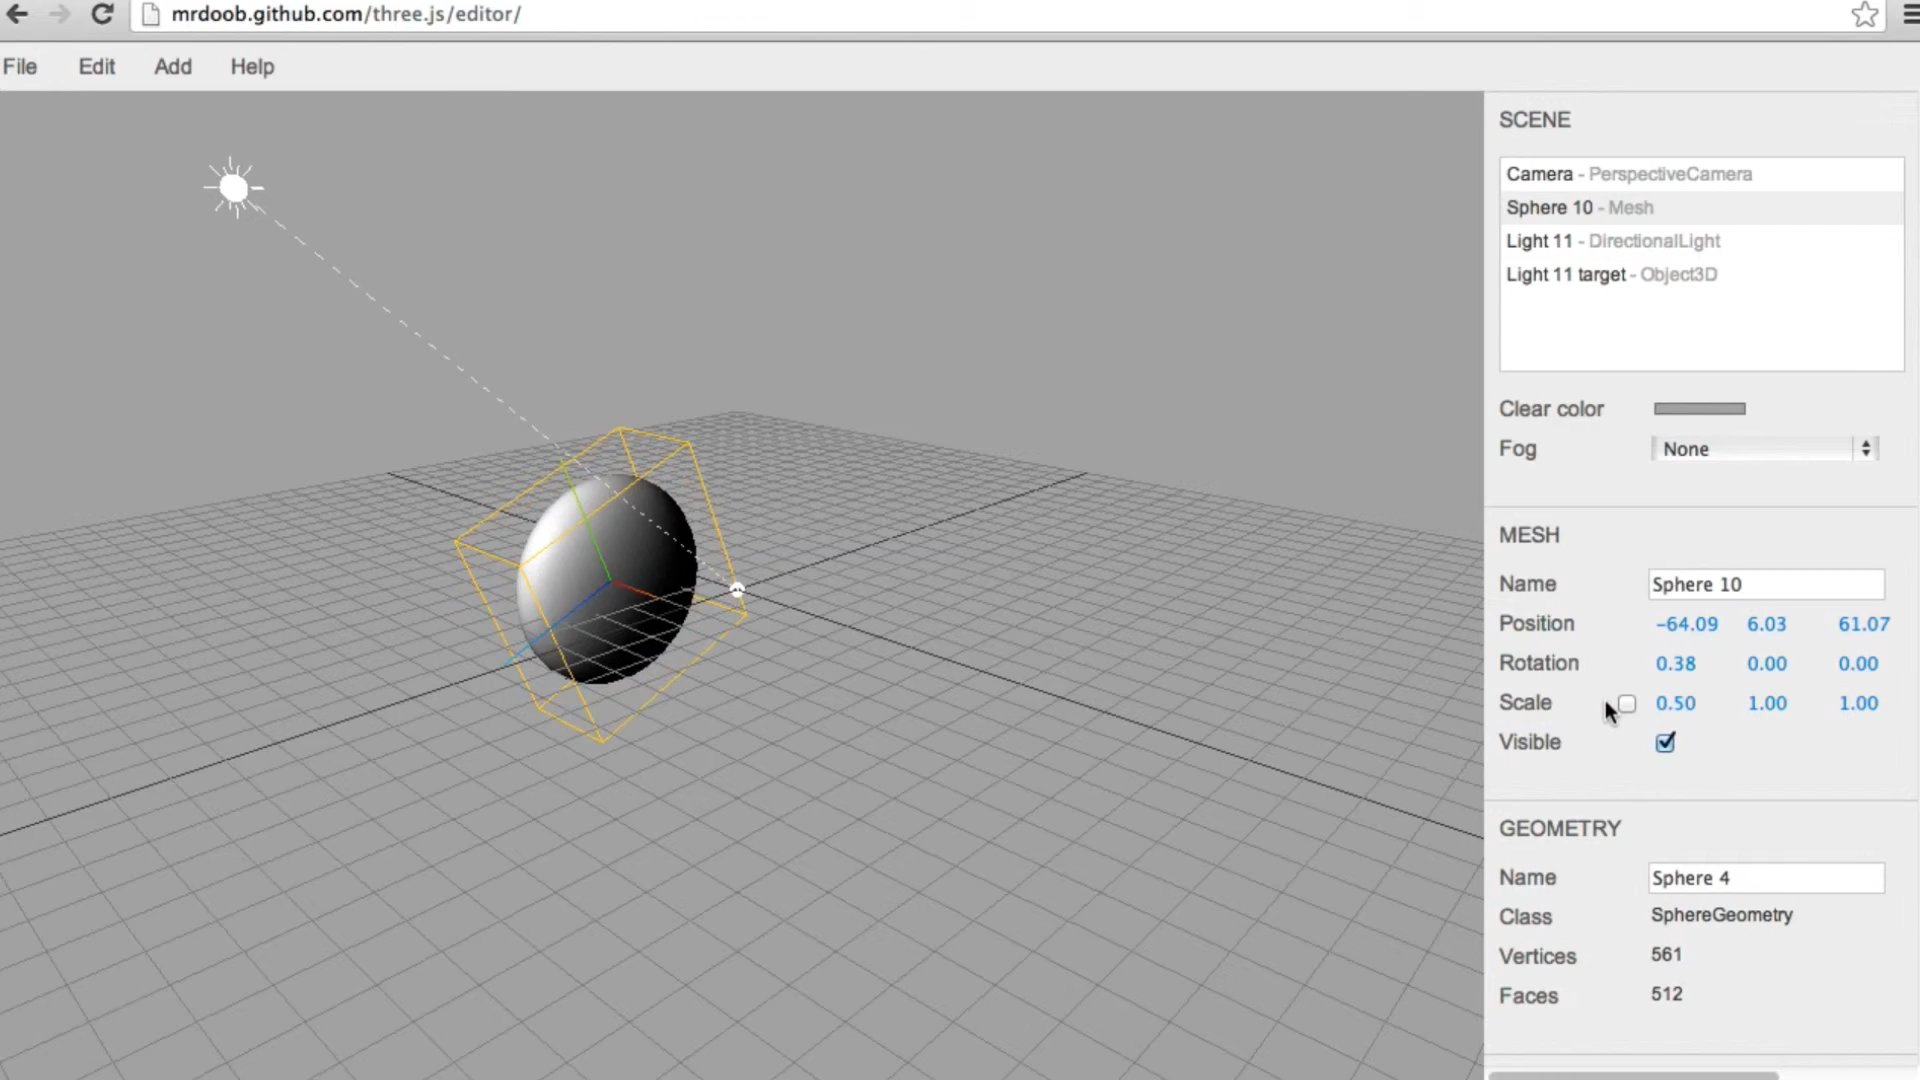 mrdoob.github.com/three.js/editor/
File Edit Add Help
SCENE
Camera - PerspectiveCamera
Sphere 10 - Mesh
Light 11 - DirectionalLight
Light 11 target - Object3D
Clear color
Fog None
MESH
Name Sphere 10
Position −64.09 6.03 61.07
Rotation 0.38 0.00 0.00
Scale 0.50 1.00 1.00
Visible
GEOMETRY
Name Sphere 4
Class SphereGeometry
Vertices 561
Faces 512